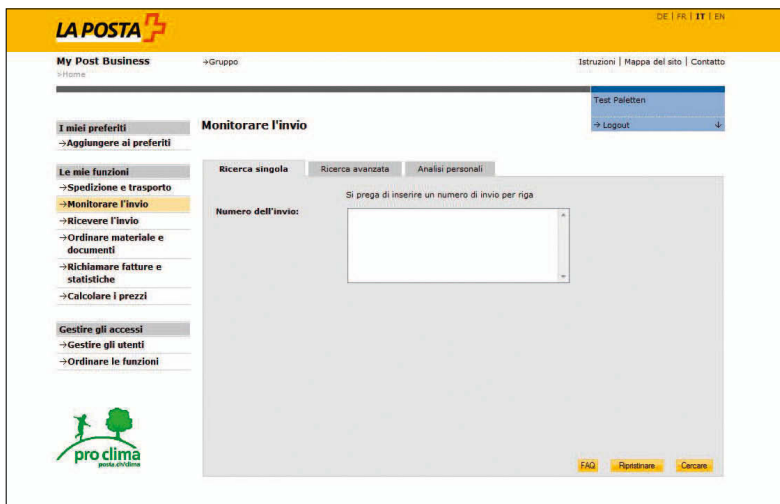 DE | FR | IT | EN
LA POSTA
My Post Business
→Gruppo
Istruzioni | Mappa del sito | Contatto
>Home
Test Paletten
→ Logout
Monitorare l'invio
I miei preferiti
→Aggiungere ai preferiti
Le mie funzioni
→Spedizione e trasporto
→Monitorare l'invio
→Ricevere l'invio
→Ordinare materiale e
documenti
→Richiamare fatture e
statistiche
→Calcolare i prezzi
Gestire gli accessi
→Gestire gli utenti
→Ordinare le funzioni
Ricerca singola
Ricerca avanzata
Analisi personali
Si prega di inserire un numero di invio per riga
Numero dell'invio:
pro clima
posta.ch/clima
FAQ
Ripristinare
Cercare